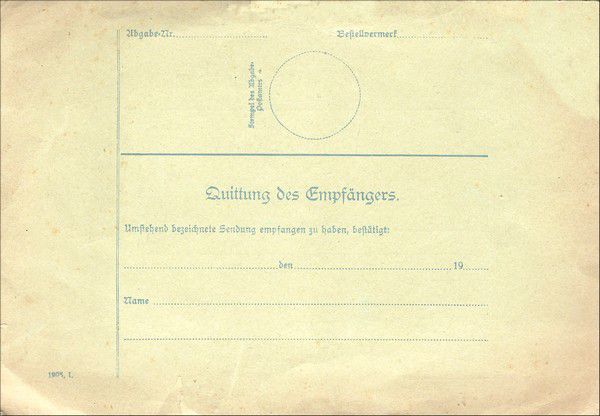 Abgabe-Nr.
Bestellvermerk
Stempel des Abgabe-
Postamts
Quittung des Empfängers.
Umstehend bezeichnete Sendung empfangen zu haben, bestätigt:
den 19
Name
1905, I.